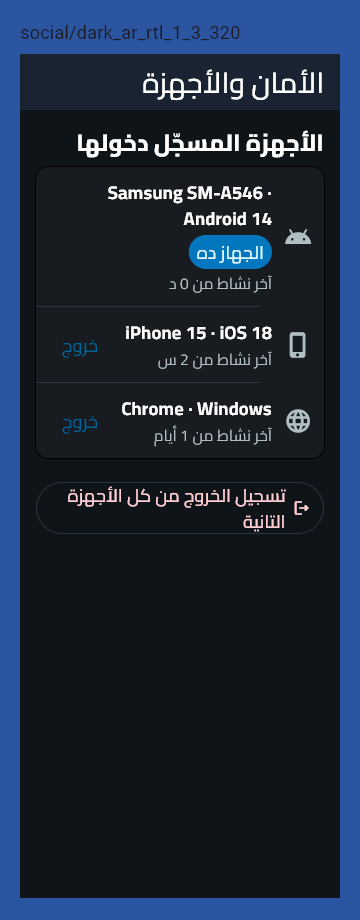 social/dark_ar_rtl_1_3_320
الأمان والأجهزة
الأجهزة المسجّل دخولها
Samsung SM-A546 ·
Android 14
الجهاز ده
آخر نشاط من 0 د
iPhone 15 · iOS 18
خروج
آخر نشاط من 2 س
Chrome · Windows
خروج
آخر نشاط من 1 أيام
تسجيل الخروج من كل الأجهزة
التانية